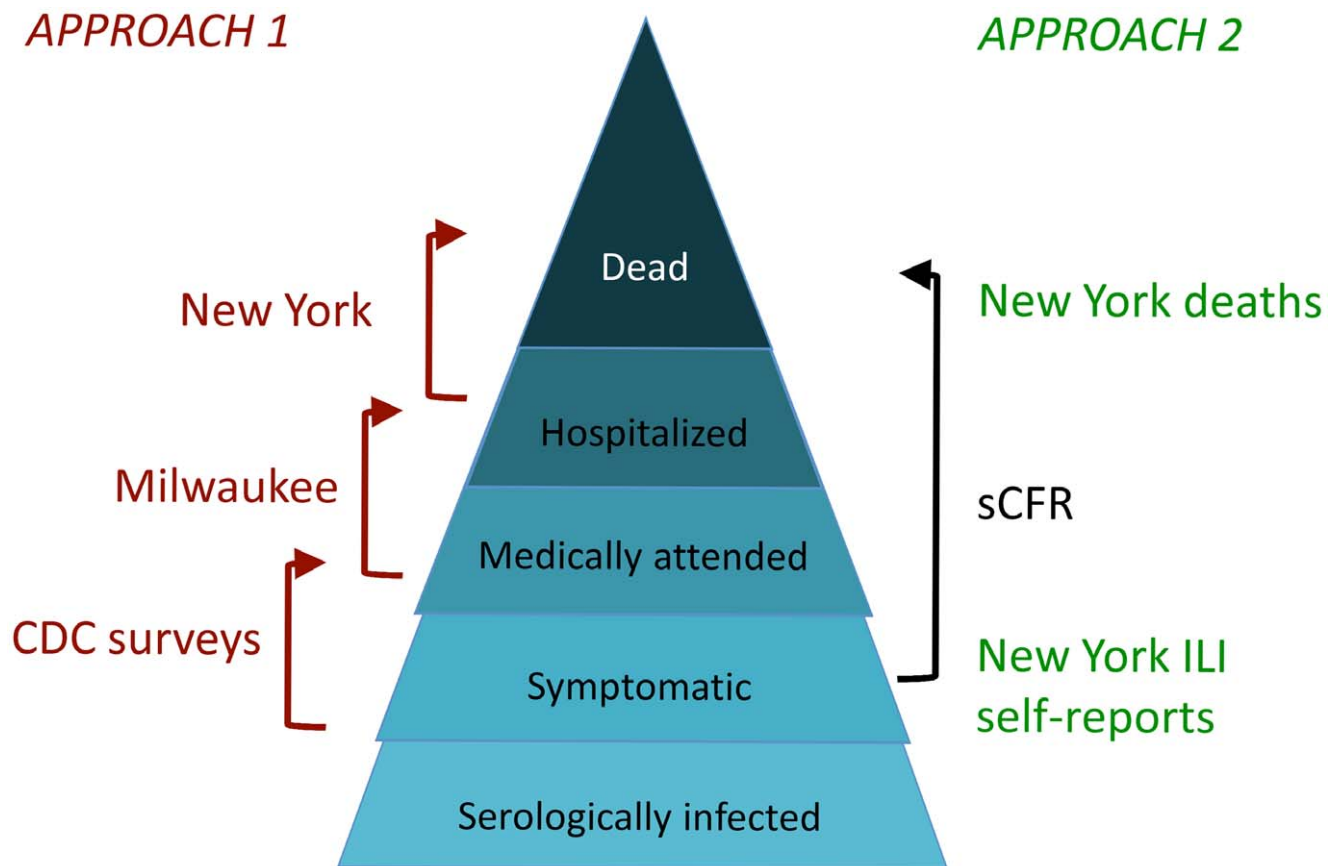 APPROACH 1
APPROACH 2
Dead
New York
New York deaths
Hospitalized
Milwaukee
sCFR
Medically attended
CDC surveys
New York ILI
self-reports
Symptomatic
Serologically infected